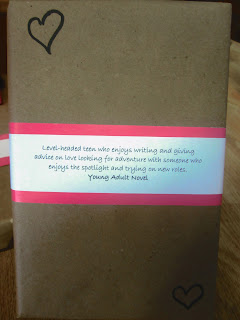 Level-headed teen who enjoys writing and giving
advice on love looking for adventure with someone who
enjoys the spotlight and trying on new roles.
Young Adult Novel